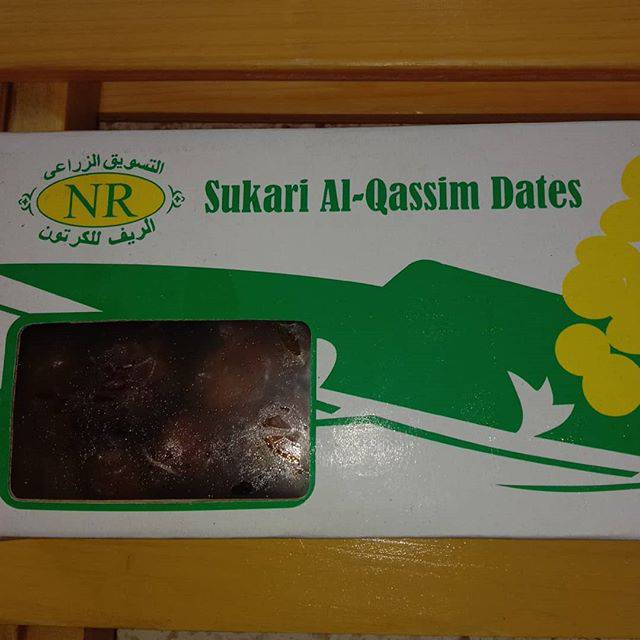 التسويق الزراعى
NR
الريف للكرتون
Sukari Al-Qassim Dates